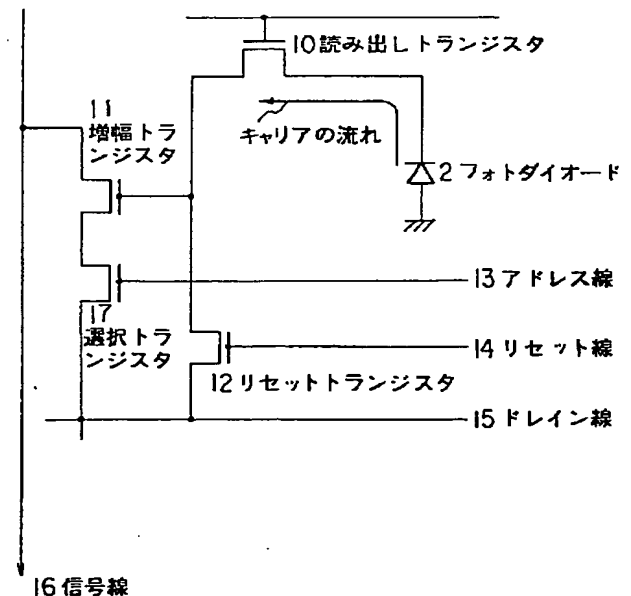 10読み出しトランジスタ
11
増幅トラ
ンジスタ
キャリアの流れ
2フォトダイオード
13アドレス線
17
選択トラ
ンジスタ
14リセット線
12リセットトランジスタ
15ドレイン線
16信号線